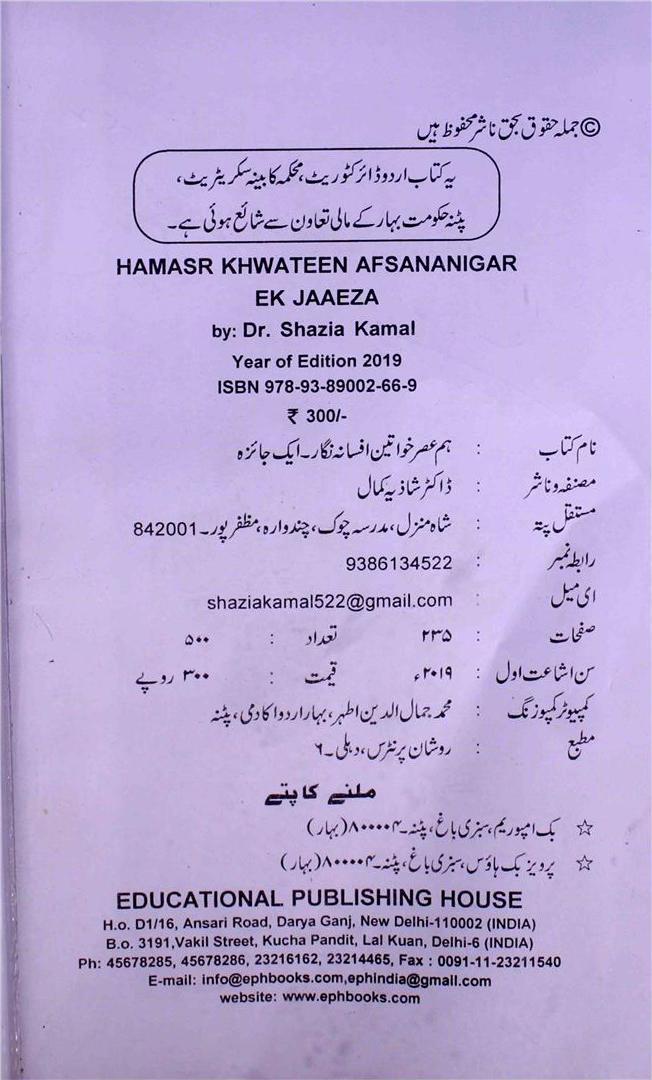 © جملہ حقوق بحق ناشر محفوظ ہیں
یہ کتاب اردو ڈائرکٹوریٹ، محکمہ کابینہ سکریٹریٹ،
پٹنہ حکومت بہار کے مالی تعاون سے شائع ہوئی ہے۔
HAMASR KHWATEEN AFSANANIGAR
EK JAAEZA
by: Dr. Shazia Kamal
Year of Edition 2019
ISBN 978-93-89002-66-9
₹ 300/-
نام کتاب : ہم عصر خواتین افسانہ نگار۔ ایک جائزہ
مصنفہ و ناشر : ڈاکٹر شاذیہ کمال
مستقل پتہ : شاہ منزل، مدرسہ چوک، چندوارہ، مظفر پور۔ 842001
رابطہ نمبر : 9386134522
ای میل : shaziakamal522@gmail.com
صفحات : ۲۳۵ تعداد : ۵۰۰
سن اشاعت اول : ۲۰۱۹ء قیمت : ۳۰۰ روپے
کمپیوٹر کمپوزنگ : محمد جمال الدین اطہر، بہار اردو اکادمی، پٹنہ
مطبع : روشان پرنٹرس، دہلی۔ ۶
ملنے کا پتے
☆ بک امپوریم، سبزی باغ، پٹنہ۔ ۸۰۰۰۰۴ (بہار)
☆ پرویز بک ہاؤس، سبزی باغ، پٹنہ۔ ۸۰۰۰۰۴ (بہار)
EDUCATIONAL PUBLISHING HOUSE
H.o. D1/16, Ansari Road, Darya Ganj, New Delhi-110002 (INDIA)
B.o. 3191,Vakil Street, Kucha Pandit, Lal Kuan, Delhi-6 (INDIA)
Ph: 45678285, 45678286, 23216162, 23214465, Fax : 0091-11-23211540
E-mail: info@ephbooks.com,ephindia@gmail.com
website: www.ephbooks.com